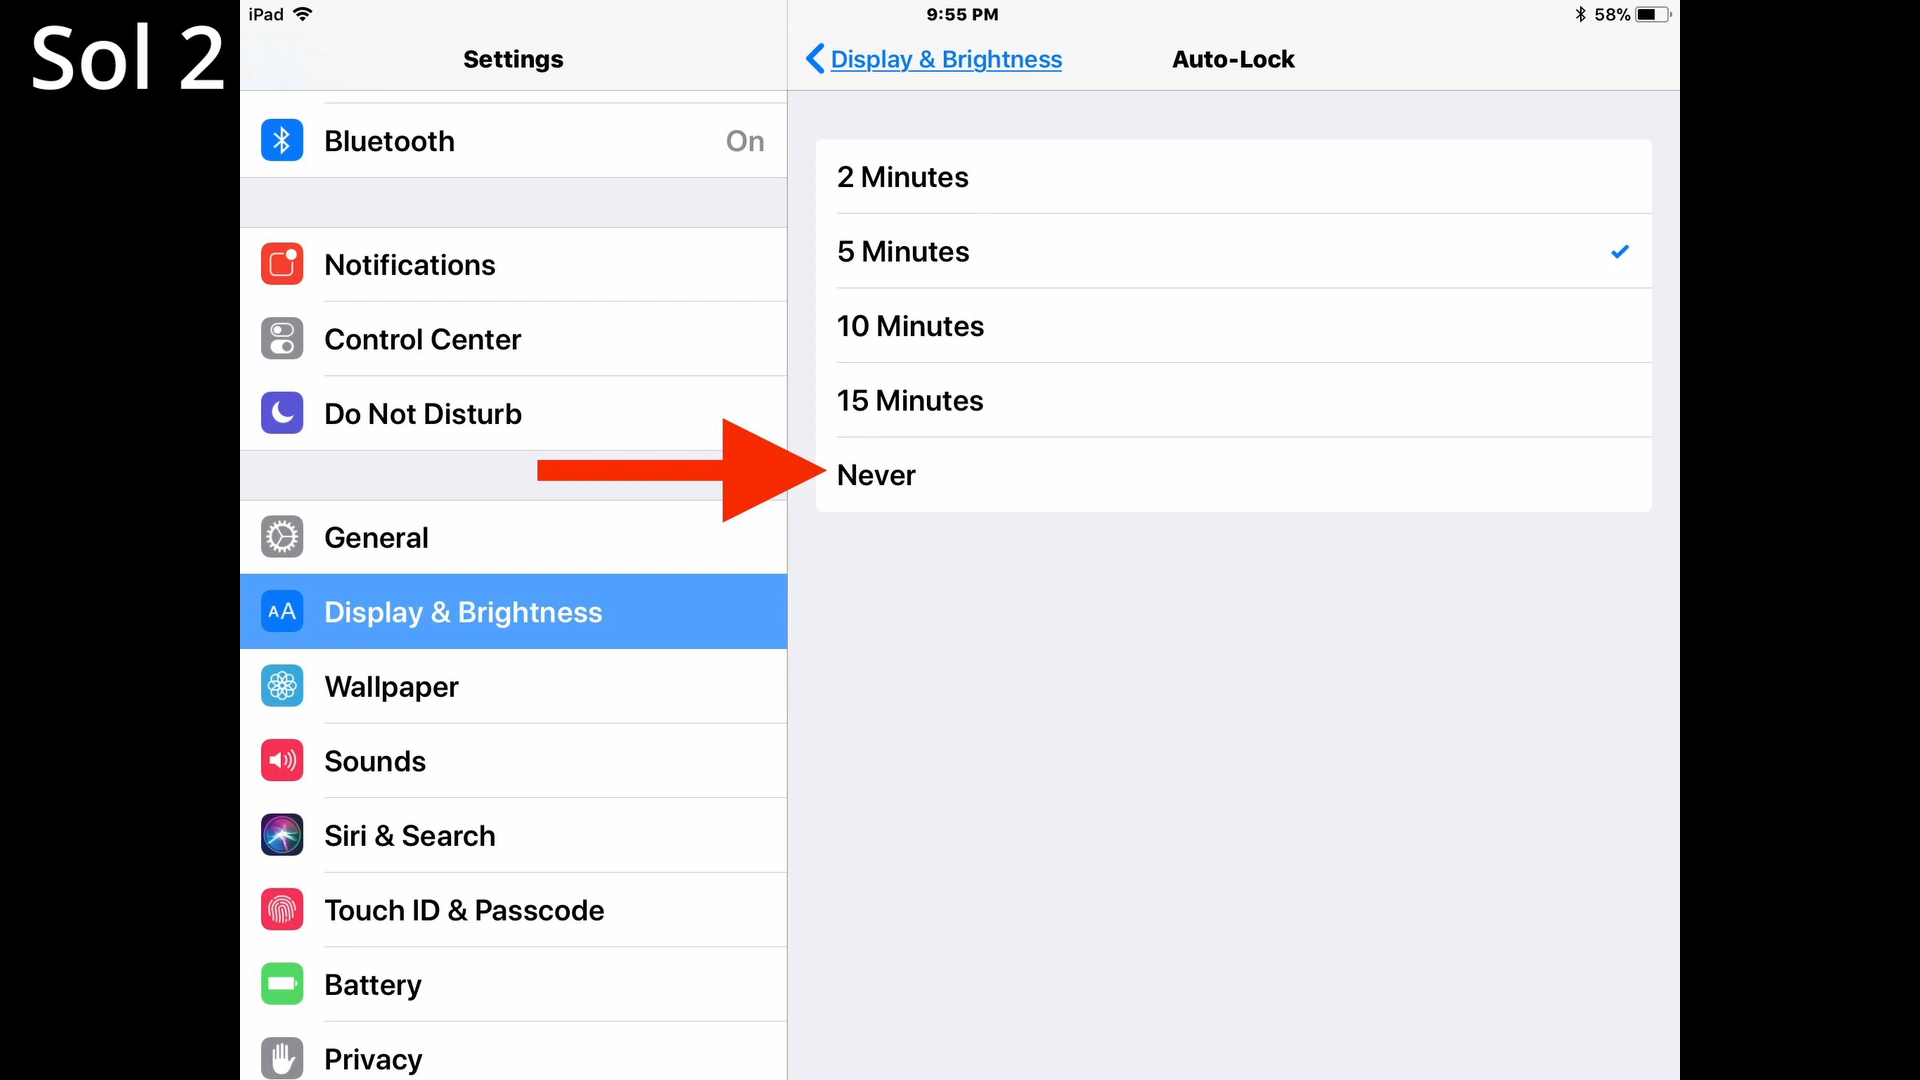 Sol 2
iPad
9:55 PM
58%
Settings
Display & Brightness
Auto-Lock
Bluetooth
On
Notifications
Control Center
Do Not Disturb
General
AA
Display & Brightness
Wallpaper
Sounds
Siri & Search
Touch ID & Passcode
Battery
Privacy
2 Minutes
5 Minutes
10 Minutes
15 Minutes
Never